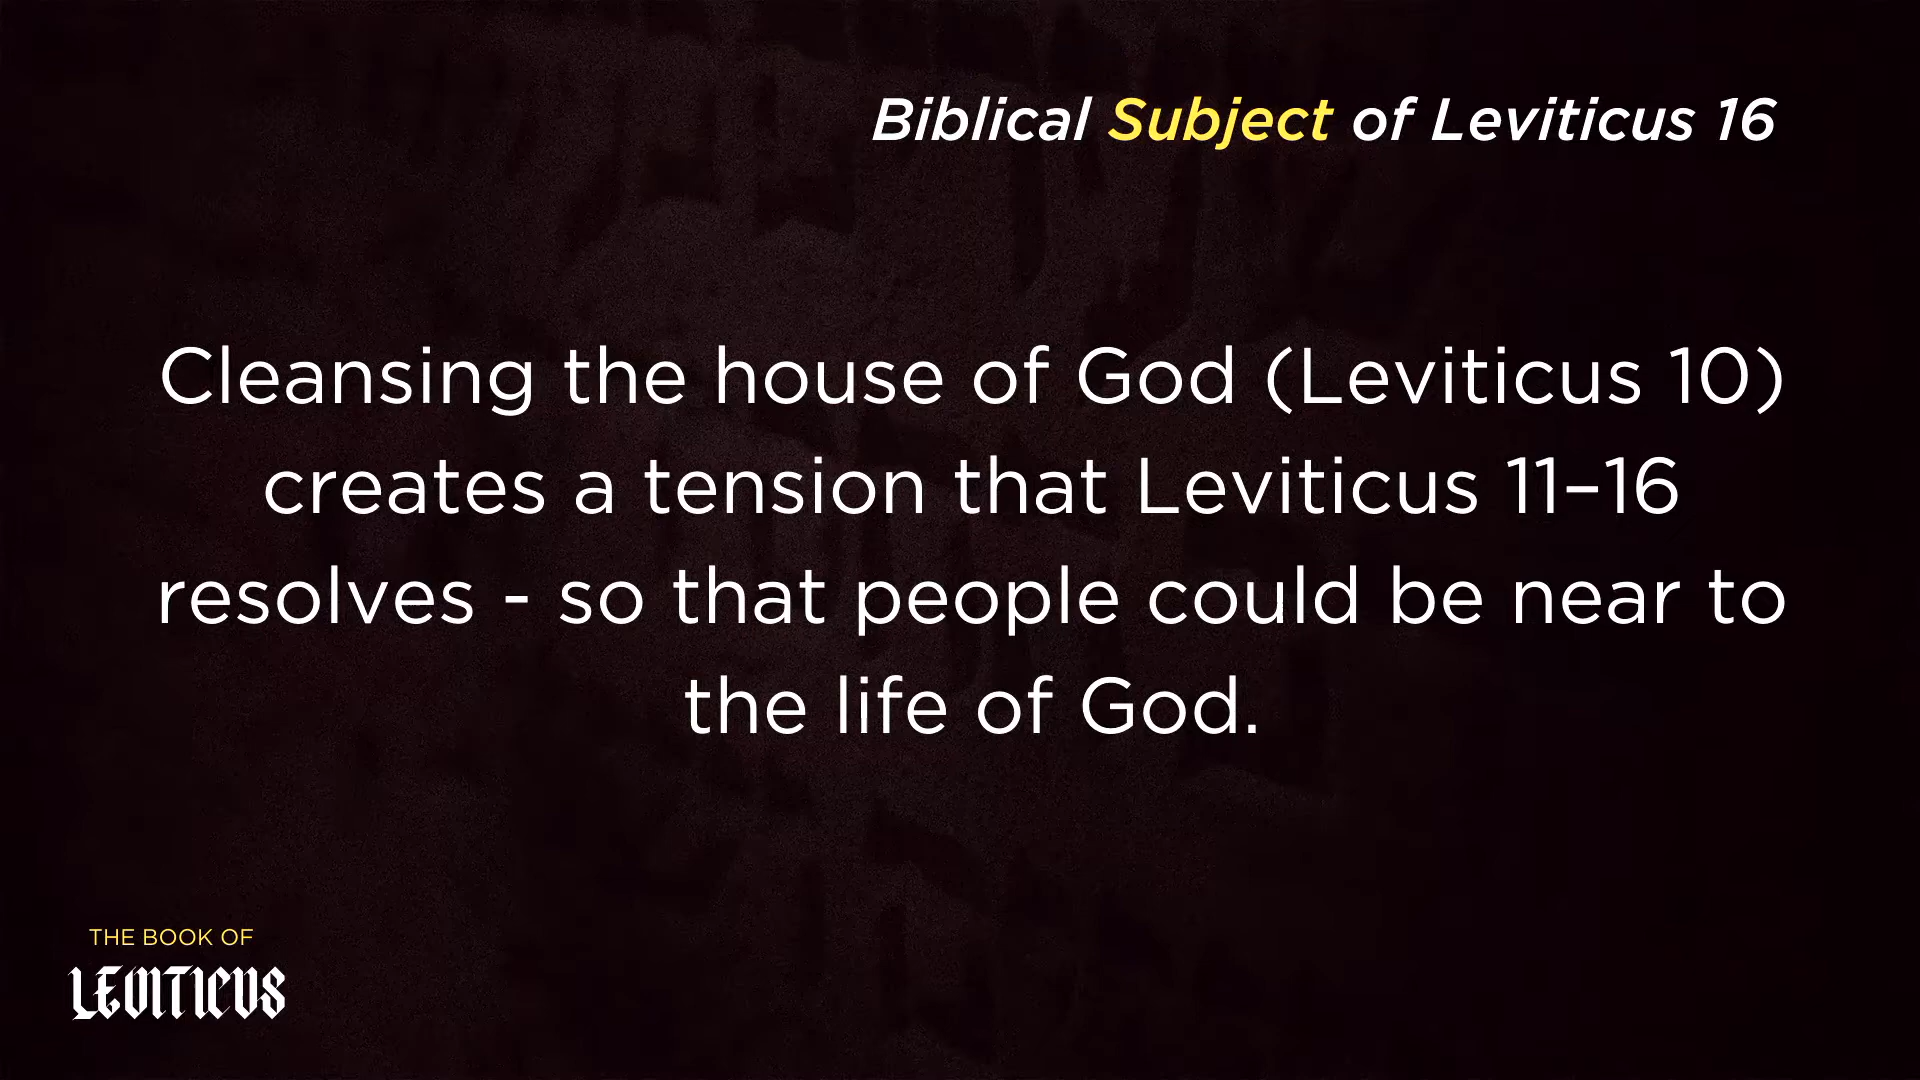 Biblical Subject of Leviticus 16
Cleansing the house of God (Leviticus 10)
creates a tension that Leviticus 11–16
resolves - so that people could be near to
the life of God.
THE BOOK OF
LEVITICUS